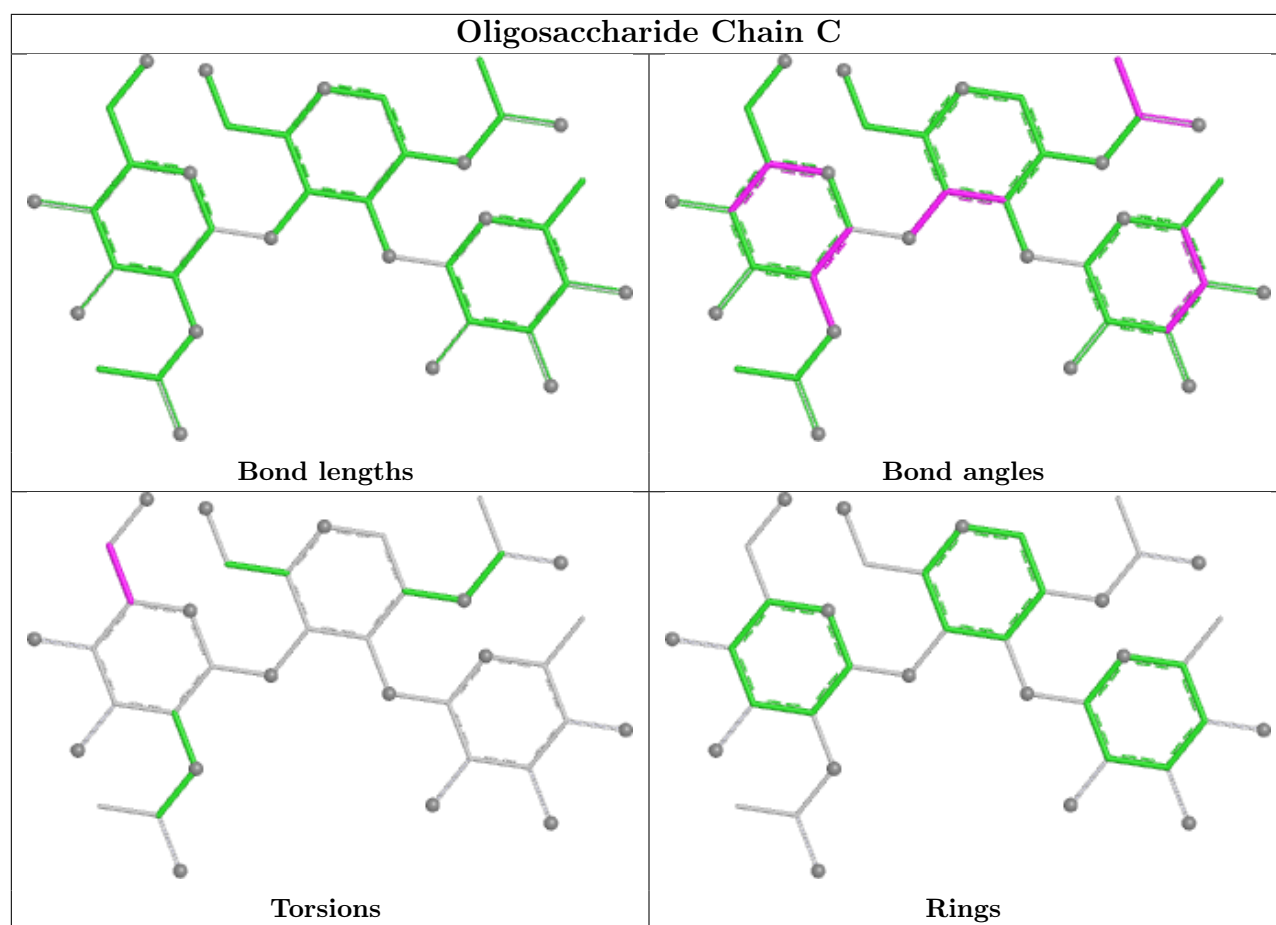 Oligosaccharide Chain C
Bond lengths
Bond angles
Torsions
Rings